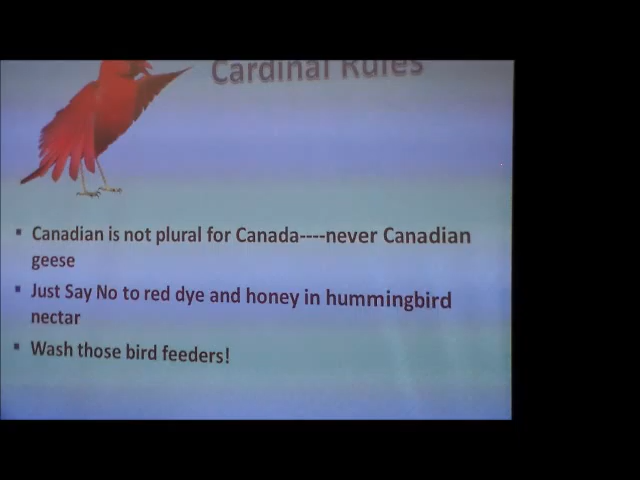 Cardinal Rules
▪ Canadian is not plural for Canada----never Canadian
geese
▪ Just Say No to red dye and honey in hummingbird
nectar
▪ Wash those bird feeders!